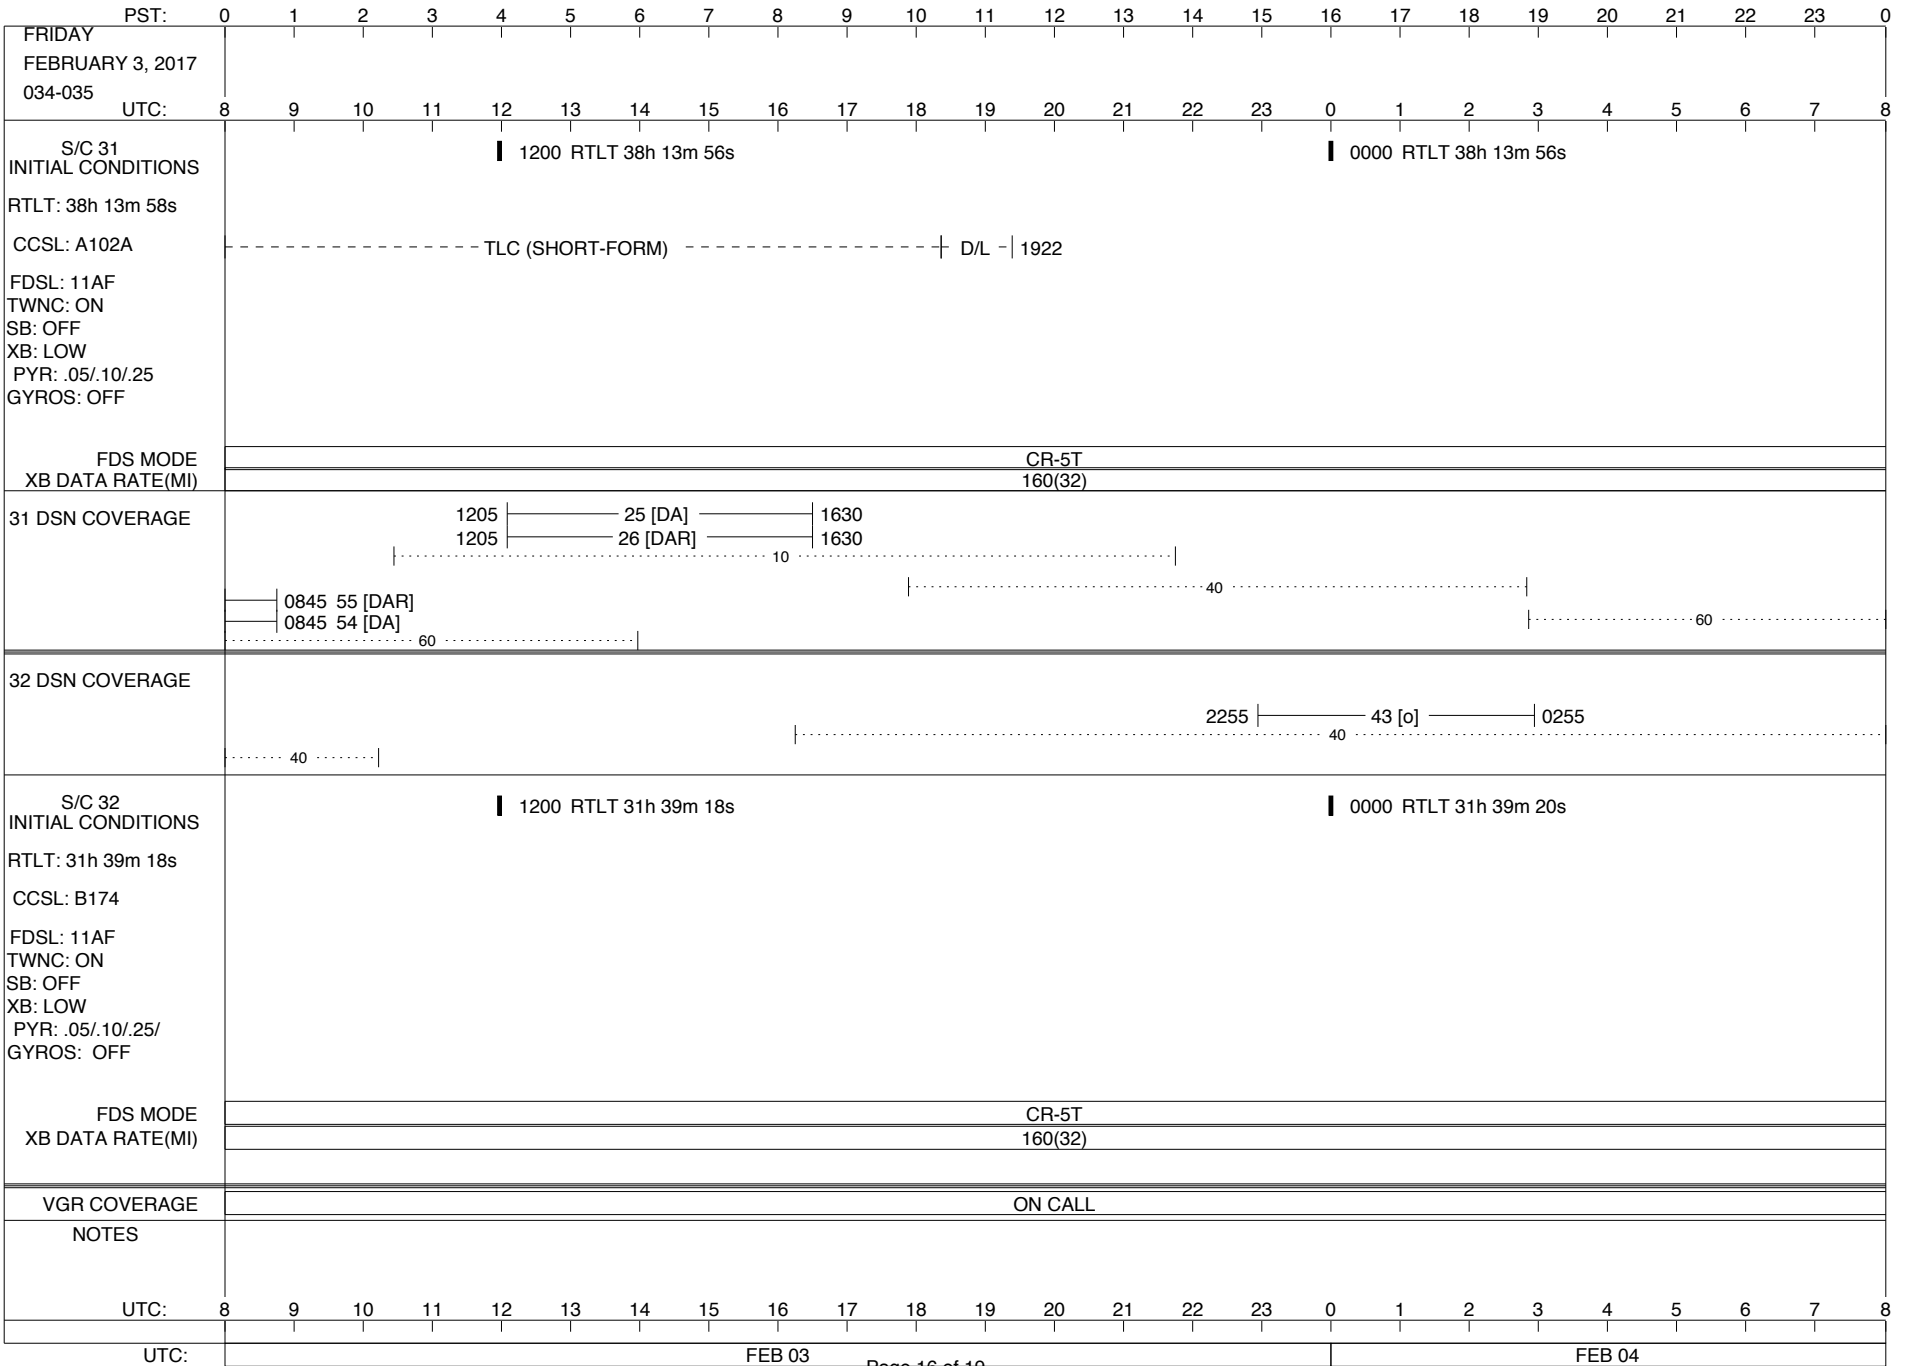 PST: 0 1 2 3 4 5 6 7 8 9 10 11 12 13 14 15 16 17 18 19 20 21 22 23 0
FRIDAY
FEBRUARY 3, 2017
034-035
UTC: 8 9 10 11 12 13 14 15 16 17 18 19 20 21 22 23 0 1 2 3 4 5 6 7 8
S/C 31
INITIAL CONDITIONS
1200 RTLT 38h 13m 56s
0000 RTLT 38h 13m 56s
RTLT: 38h 13m 58s
CCSL: A102A
TLC (SHORT-FORM) D/L 1922
FDSL: 11AF
TWNC: ON
SB: OFF
XB: LOW
PYR: .05/.10/.25
GYROS: OFF
FDS MODE CR-5T
XB DATA RATE(MI) 160(32)
31 DSN COVERAGE
1205 25 [DA] 1630
1205 26 [DAR] 1630
10
40
0845 55 [DAR]
0845 54 [DA]
60
60
32 DSN COVERAGE
2255 43 [o] 0255
40
40
S/C 32
INITIAL CONDITIONS
1200 RTLT 31h 39m 18s
0000 RTLT 31h 39m 20s
RTLT: 31h 39m 18s
CCSL: B174
FDSL: 11AF
TWNC: ON
SB: OFF
XB: LOW
PYR: .05/.10/.25/
GYROS: OFF
FDS MODE CR-5T
XB DATA RATE(MI) 160(32)
VGR COVERAGE ON CALL
NOTES
UTC: 8 9 10 11 12 13 14 15 16 17 18 19 20 21 22 23 0 1 2 3 4 5 6 7 8
UTC: FEB 03 FEB 04
Page 16 of 19